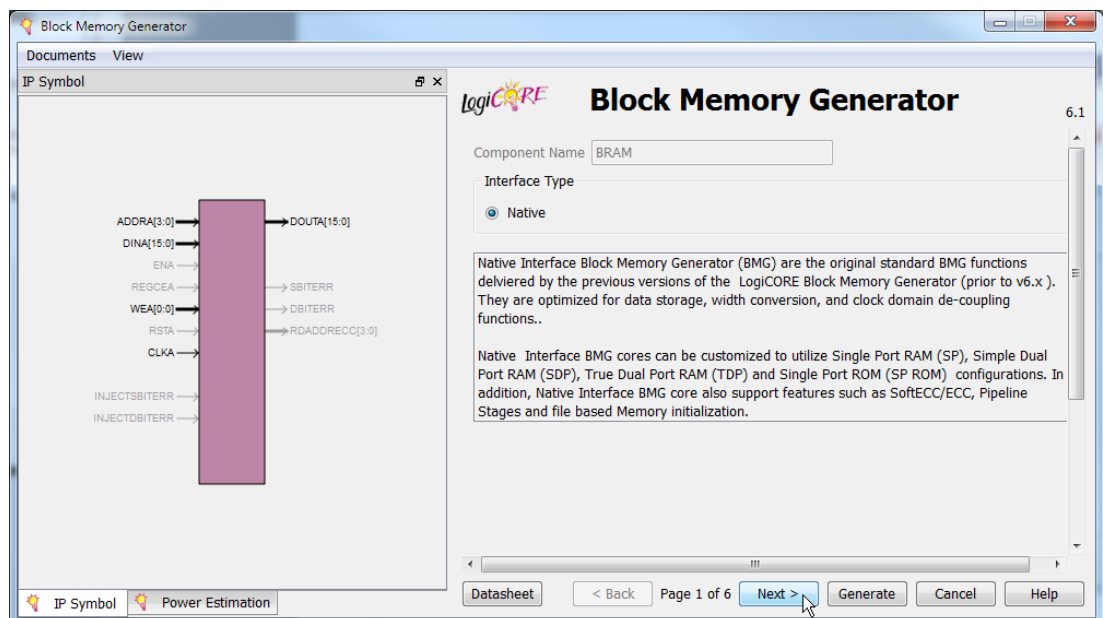 Block Memory Generator
Documents View
IP Symbol
LogiCORE
Block Memory Generator
6.1
Component Name BRAM
Interface Type
Native
ADDRA[3:0]
DINA[15:0]
ENA
REGCEA
WEA[0:0]
RSTA
CLKA
INJECTSBITERR
INJECTDBITERR
DOUTA[15:0]
SBITERR
DBITERR
RDADDRECC[3:0]
Native Interface Block Memory Generator (BMG) are the original standard BMG functions
delviered by the previous versions of the LogiCORE Block Memory Generator (prior to v6.x ).
They are optimized for data storage, width conversion, and clock domain de-coupling
functions..
Native Interface BMG cores can be customized to utilize Single Port RAM (SP), Simple Dual
Port RAM (SDP), True Dual Port RAM (TDP) and Single Port ROM (SP ROM) configurations. In
addition, Native Interface BMG core also support features such as SoftECC/ECC, Pipeline
Stages and file based Memory initialization.
IP Symbol Power Estimation
Datasheet < Back Page 1 of 6 Next > Generate Cancel Help